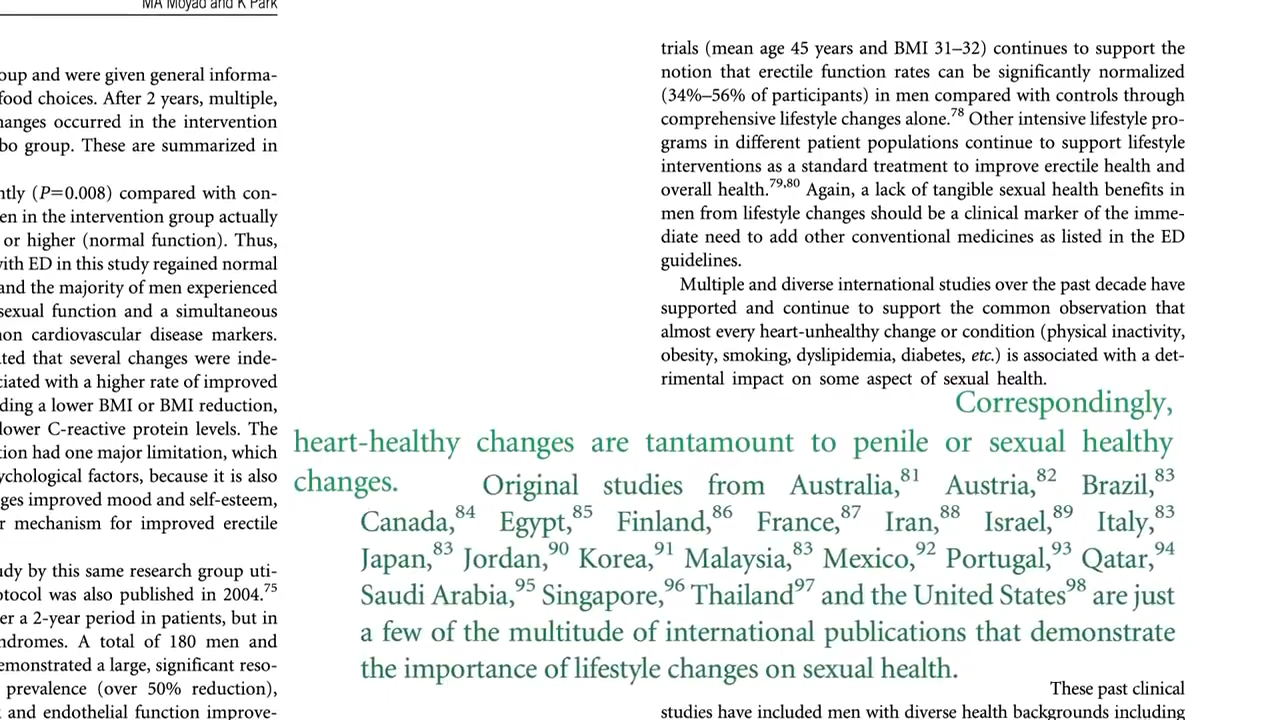 MA Moyad and K Park
oup and were given general informa-
food choices. After 2 years, multiple,
hanges occurred in the intervention
bo group. These are summarized in
ntly (P=0.008) compared with con-
en in the intervention group actually
or higher (normal function). Thus,
with ED in this study regained normal
and the majority of men experienced
sexual function and a simultaneous
non cardiovascular disease markers.
ated that several changes were inde-
ciated with a higher rate of improved
ding a lower BMI or BMI reduction,
lower C-reactive protein levels. The
tion had one major limitation, which
ychological factors, because it is also
ges improved mood and self-esteem,
r mechanism for improved erectile
udy by this same research group uti-
otocol was also published in 2004.75
er a 2-year period in patients, but in
ndromes. A total of 180 men and
emonstrated a large, significant reso-
prevalence (over 50% reduction),
and endothelial function improve-
trials (mean age 45 years and BMI 31–32) continues to support the
notion that erectile function rates can be significantly normalized
(34%–56% of participants) in men compared with controls through
comprehensive lifestyle changes alone.78 Other intensive lifestyle pro-
grams in different patient populations continue to support lifestyle
interventions as a standard treatment to improve erectile health and
overall health.79,80 Again, a lack of tangible sexual health benefits in
men from lifestyle changes should be a clinical marker of the imme-
diate need to add other conventional medicines as listed in the ED
guidelines.
Multiple and diverse international studies over the past decade have
supported and continue to support the common observation that
almost every heart-unhealthy change or condition (physical inactivity,
obesity, smoking, dyslipidemia, diabetes, etc.) is associated with a det-
rimental impact on some aspect of sexual health.
Correspondingly,
heart-healthy changes are tantamount to penile or sexual healthy
changes.
Original studies from Australia,81 Austria,82 Brazil,83
Canada,84 Egypt,85 Finland,86 France,87 Iran,88 Israel,89 Italy,83
Japan,83 Jordan,90 Korea,91 Malaysia,83 Mexico,92 Portugal,93 Qatar,94
Saudi Arabia,95 Singapore,96 Thailand97 and the United States98 are just
a few of the multitude of international publications that demonstrate
the importance of lifestyle changes on sexual health.
These past clinical
studies have included men with diverse health backgrounds including